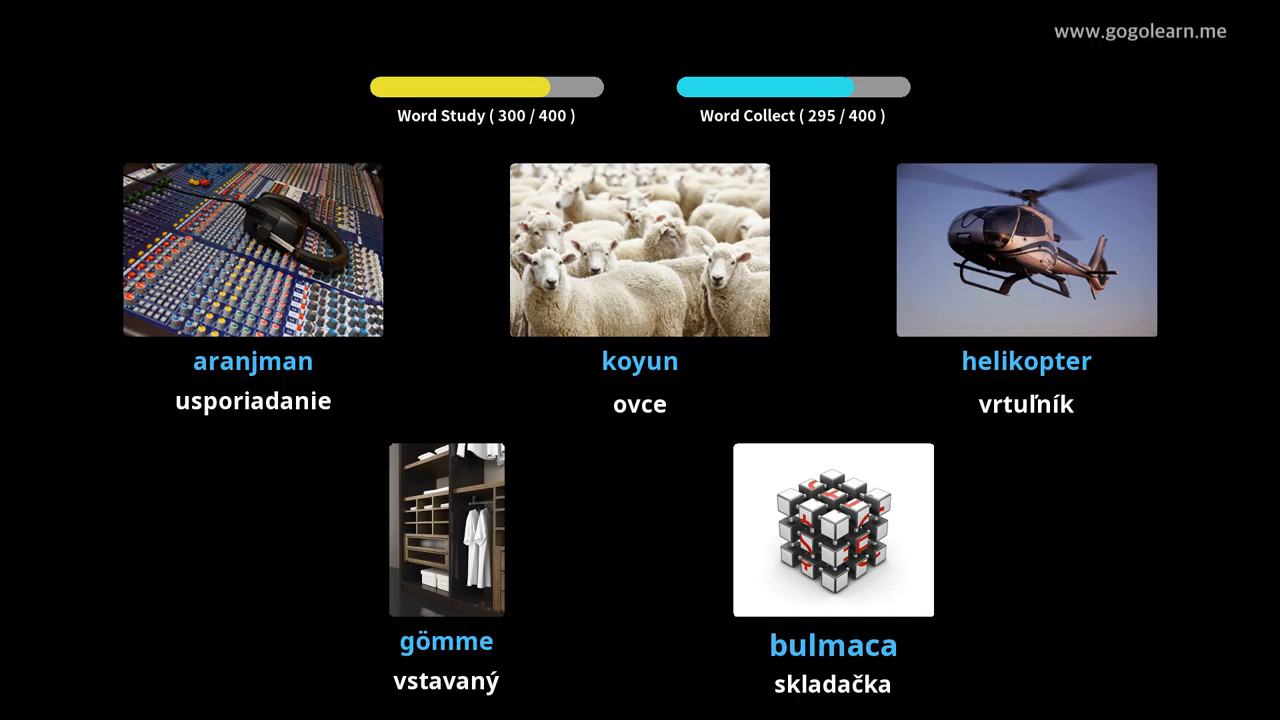 www.gogolearn.me
Word Study ( 300 / 400 )
Word Collect ( 295 / 400 )
aranjman
usporiadanie
koyun
ovce
helikopter
vrtuľník
gömme
vstavaný
bulmaca
skladačka